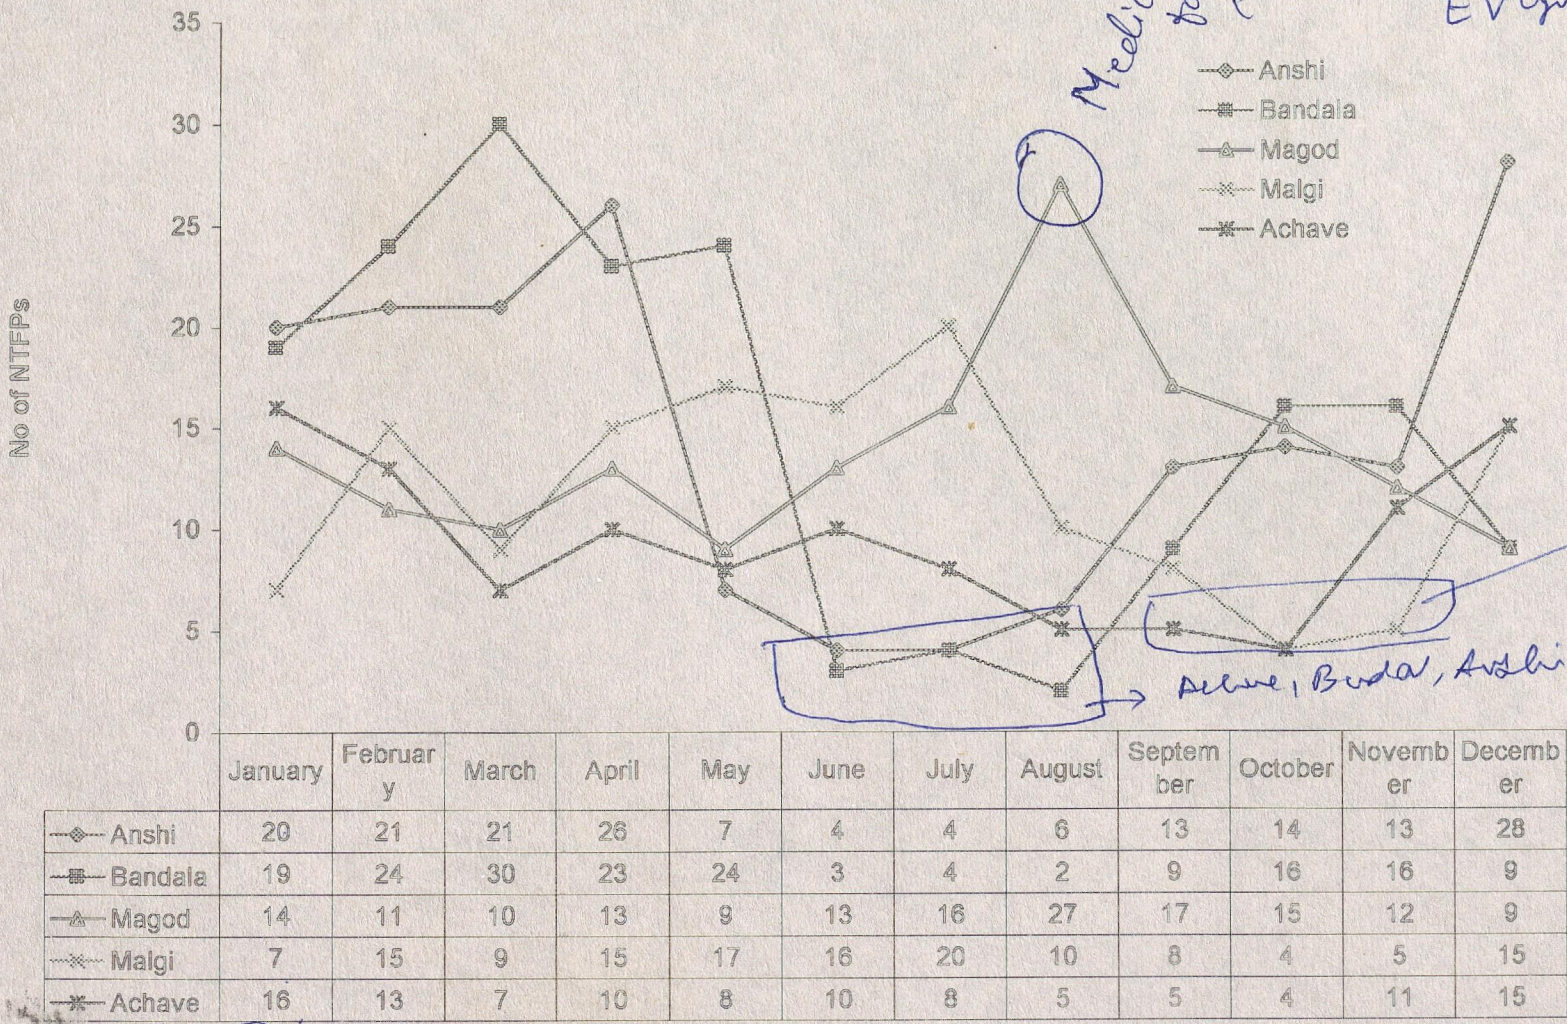 35
30
25
20
15
10
5
0
No of NTFPs
Anshi
Bandala
Magod
Malgi
Achave
January Februar y March April May June July August Septem ber October Novemb er Decemb er
Anshi 20 21 21 26 7 4 4 6 13 14 13 28
Bandala 19 24 30 23 24 3 4 2 9 16 16 9
Magod 14 11 10 13 9 13 16 27 17 15 12 9
Malgi 7 15 9 15 17 16 20 10 8 4 5 15
Achave 16 13 7 10 8 10 8 5 5 4 11 15